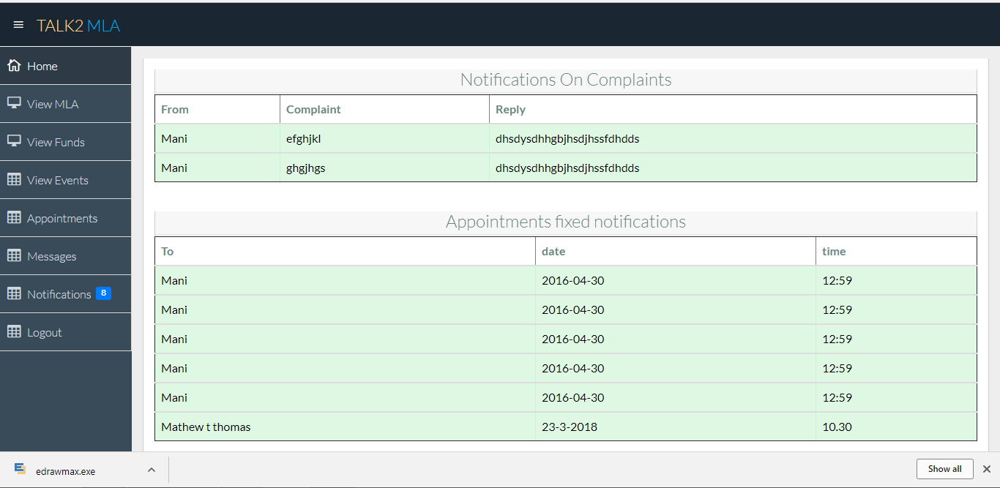 TALK2 MLA
Home
View MLA
View Funds
View Events
Appointments
Messages
Notifications 8
Logout
Notifications On Complaints
From Complaint Reply
Mani efghjkl dhsdysdhhgbjhsdjhssfdhdds
Mani ghgjhgs dhsdysdhhgbjhsdjhssfdhdds
Appointments fixed notifications
To date time
Mani 2016-04-30 12:59
Mani 2016-04-30 12:59
Mani 2016-04-30 12:59
Mani 2016-04-30 12:59
Mani 2016-04-30 12:59
Mathew t thomas 23-3-2018 10.30
edrawmax.exe
Show all